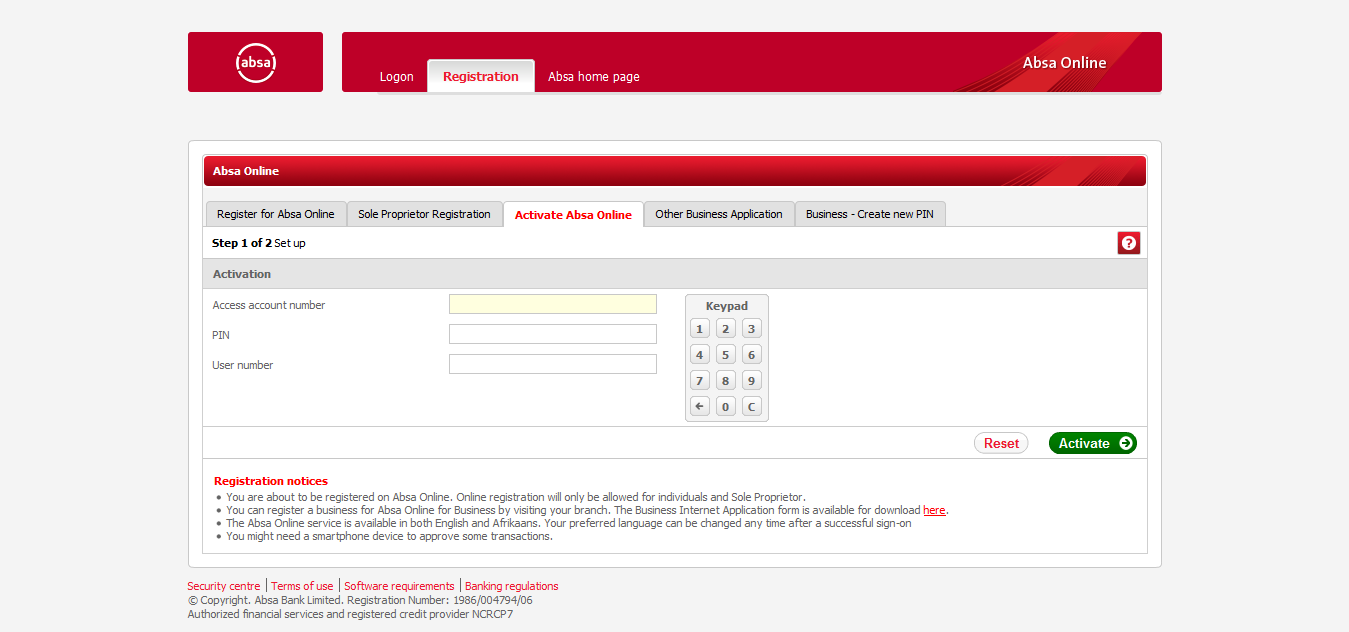 absa
Logon
Registration
Absa home page
Absa Online
Absa Online
Register for Absa Online
Sole Proprietor Registration
Activate Absa Online
Other Business Application
Business - Create new PIN
Step 1 of 2 Set up
?
Activation
Access account number
PIN
User number
Keypad
1 2 3
4 5 6
7 8 9
← 0 C
Reset
Activate
Registration notices
• You are about to be registered on Absa Online. Online registration will only be allowed for individuals and Sole Proprietor.
• You can register a business for Absa Online for Business by visiting your branch. The Business Internet Application form is available for download here.
• The Absa Online service is available in both English and Afrikaans. Your preferred language can be changed any time after a successful sign-on
• You might need a smartphone device to approve some transactions.
Security centre | Terms of use | Software requirements | Banking regulations
© Copyright. Absa Bank Limited. Registration Number: 1986/004794/06
Authorized financial services and registered credit provider NCRCP7